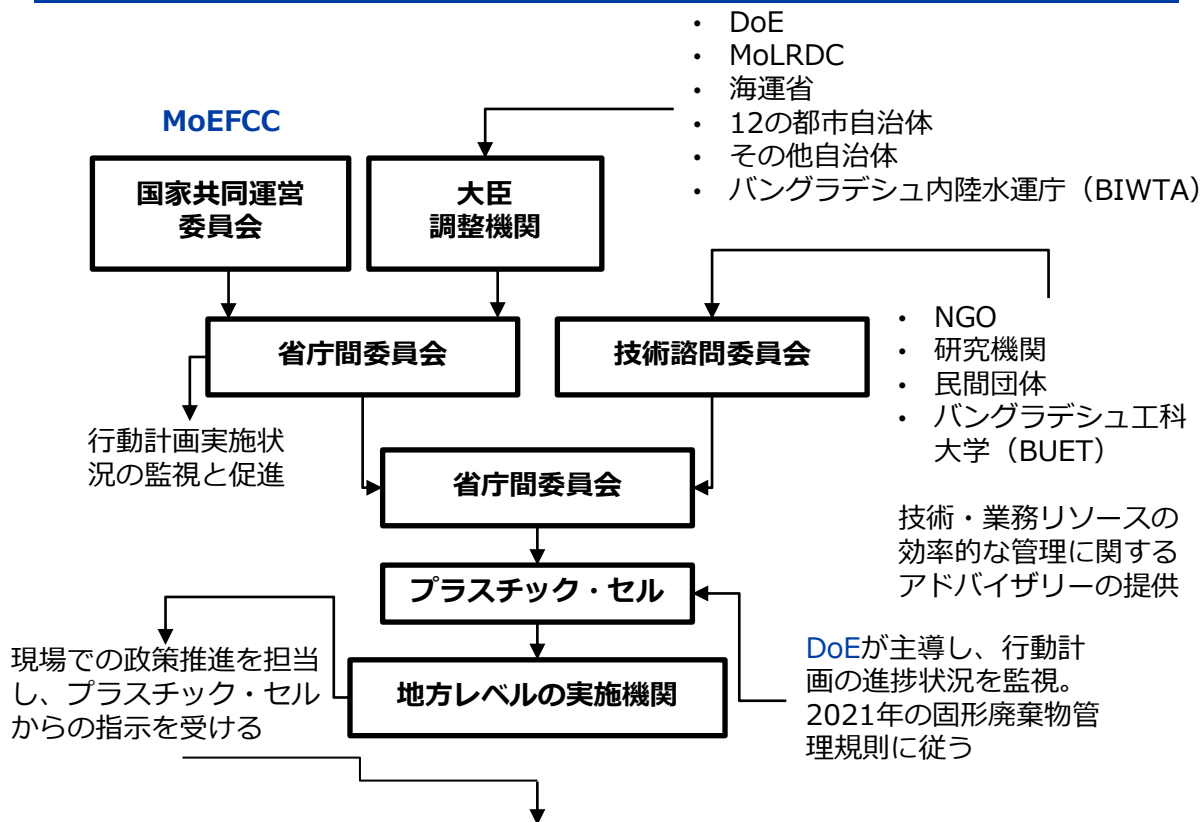 • DoE
• MoLRDC
• 海運省
• 12の都市自治体
• その他自治体
• バングラデシュ内陸水運庁（BIWTA）
MoEFCC
国家共同運営
委員会
大臣
調整機関
省庁間委員会
技術諮問委員会
• NGO
• 研究機関
• 民間団体
• バングラデシュ工科
大学（BUET）
行動計画実施状
況の監視と促進
省庁間委員会
技術・業務リソースの
効率的な管理に関する
アドバイザリーの提供
プラスチック・セル
現場での政策推進を担当
し、プラスチック・セル
からの指示を受ける
地方レベルの実施機関
DoEが主導し、行動計
画の進捗状況を監視。
2021年の固形廃棄物管
理規則に従う